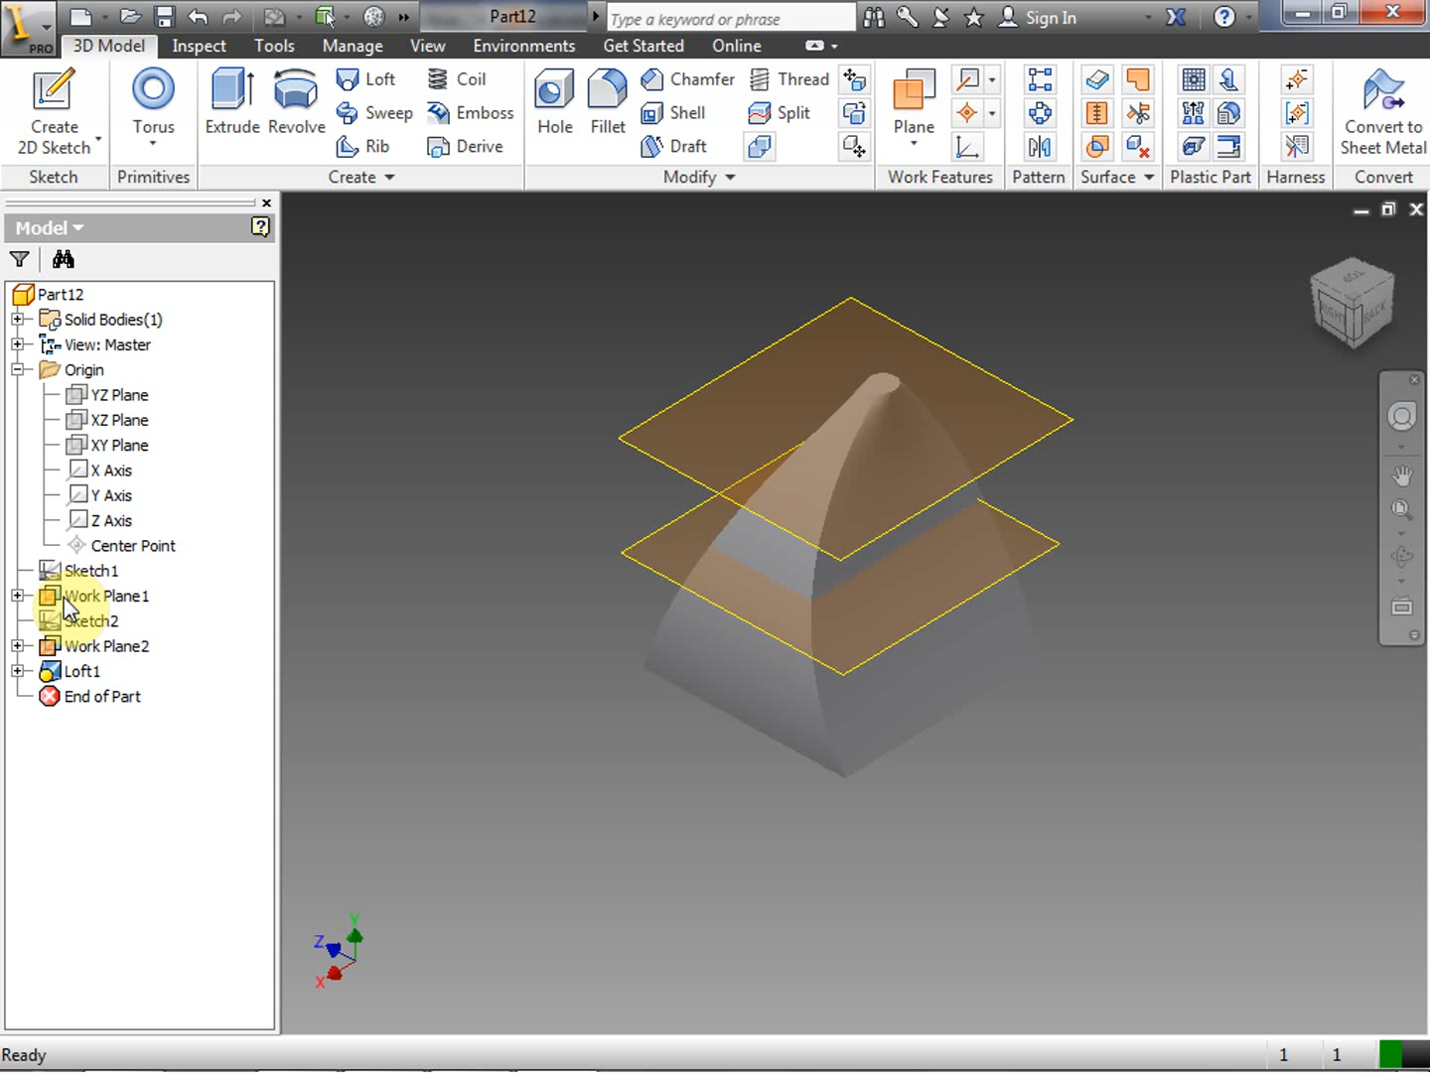 PRO
Part12
Type a keyword or phrase
Sign In
3D Model
Inspect
Tools
Manage
View
Environments
Get Started
Online
Create
2D Sketch
Torus
Extrude
Revolve
Loft
Sweep
Rib
Coil
Emboss
Derive
Hole
Fillet
Chamfer
Shell
Draft
Thread
Split
Plane
Convert to
Sheet Metal
Sketch
Primitives
Create
Modify
Work Features
Pattern
Surface
Plastic Part
Harness
Convert
Model
Part12
Solid Bodies(1)
View: Master
Origin
YZ Plane
XZ Plane
XY Plane
X Axis
Y Axis
Z Axis
Center Point
Sketch1
Work Plane1
Sketch2
Work Plane2
Loft1
End of Part
TOP
RIGHT
BACK
Y
Z
X
Ready
1
1